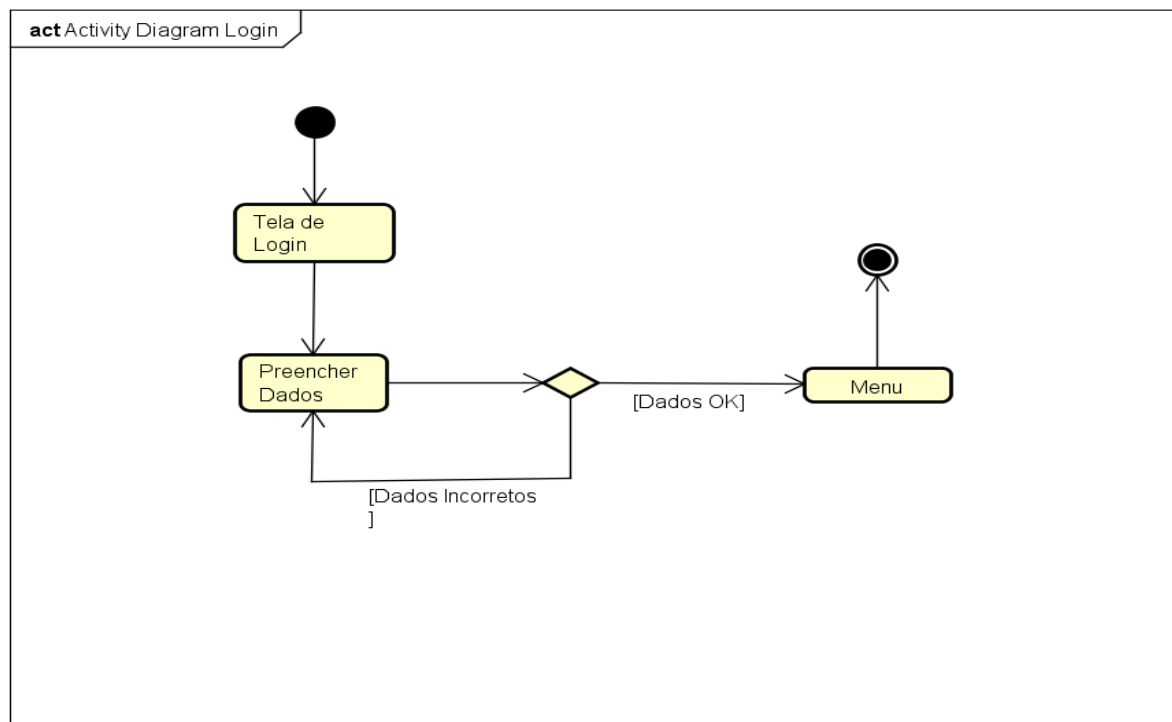 act Activity Diagram Login
Tela de
Login
Preencher
Dados
[Dados OK]
Menu
[Dados Incorretos
]